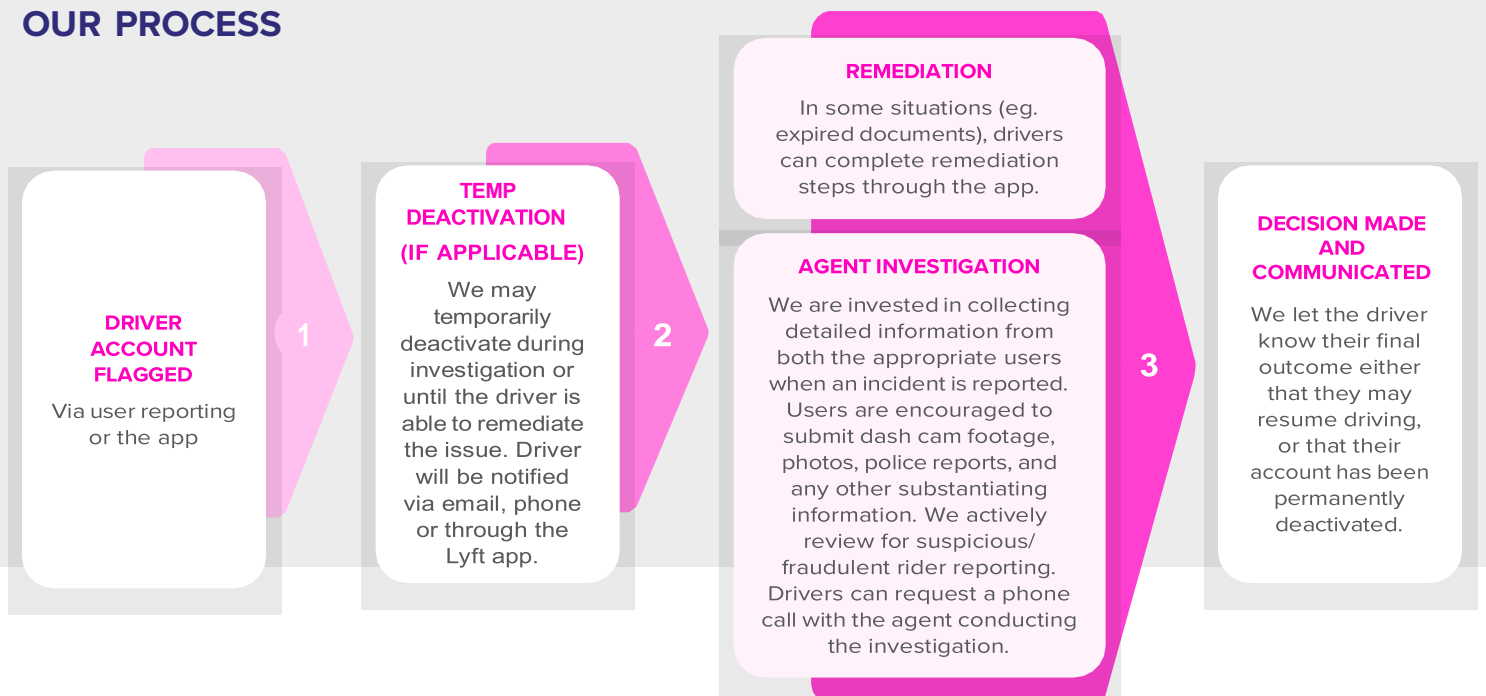 OUR PROCESS
DRIVER
ACCOUNT
FLAGGED
Via user reporting
or the app
1
TEMP
DEACTIVATION
(IF APPLICABLE)
We may
temporarily
deactivate during
investigation or
until the driver is
able to remediate
the issue. Driver
will be notified
via email, phone
or through the
Lyft app.
2
REMEDIATION
In some situations (eg.
expired documents), drivers
can complete remediation
steps through the app.
AGENT INVESTIGATION
We are invested in collecting
detailed information from
both the appropriate users
when an incident is reported.
Users are encouraged to
submit dash cam footage,
photos, police reports, and
any other substantiating
information. We actively
review for suspicious/
fraudulent rider reporting.
Drivers can request a phone
call with the agent conducting
the investigation.
3
DECISION MADE
AND
COMMUNICATED
We let the driver
know their final
outcome either
that they may
resume driving,
or that their
account has been
permanently
deactivated.